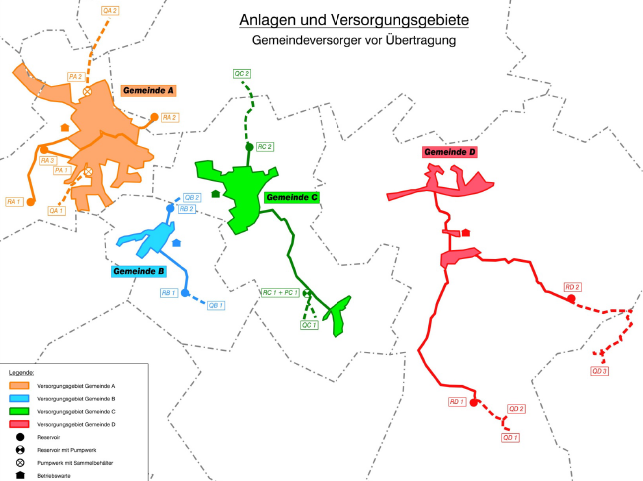 Anlagen und Versorgungsgebiete
Gemeindeversorger vor Übertragung
QA 2
PA 2
Gemeinde A
RA 2
RA 3
PA 1
RA 1
QA 1
QC 2
RC 2
Gemeinde C
QB 2
RB 2
Gemeinde B
RB 1
QB 1
RC 1 + PC 1
QC 1
Gemeinde D
RD 2
QD 3
RD 1
QD 2
QD 1
Legende:
Versorgungsgebiet Gemeinde A
Versorgungsgebiet Gemeinde B
Versorgungsgebiet Gemeinde C
Versorgungsgebiet Gemeinde D
Reservoir
Reservoir mit Pumpwerk
Pumpwerk mit Sammelbehälter
Betriebswarte